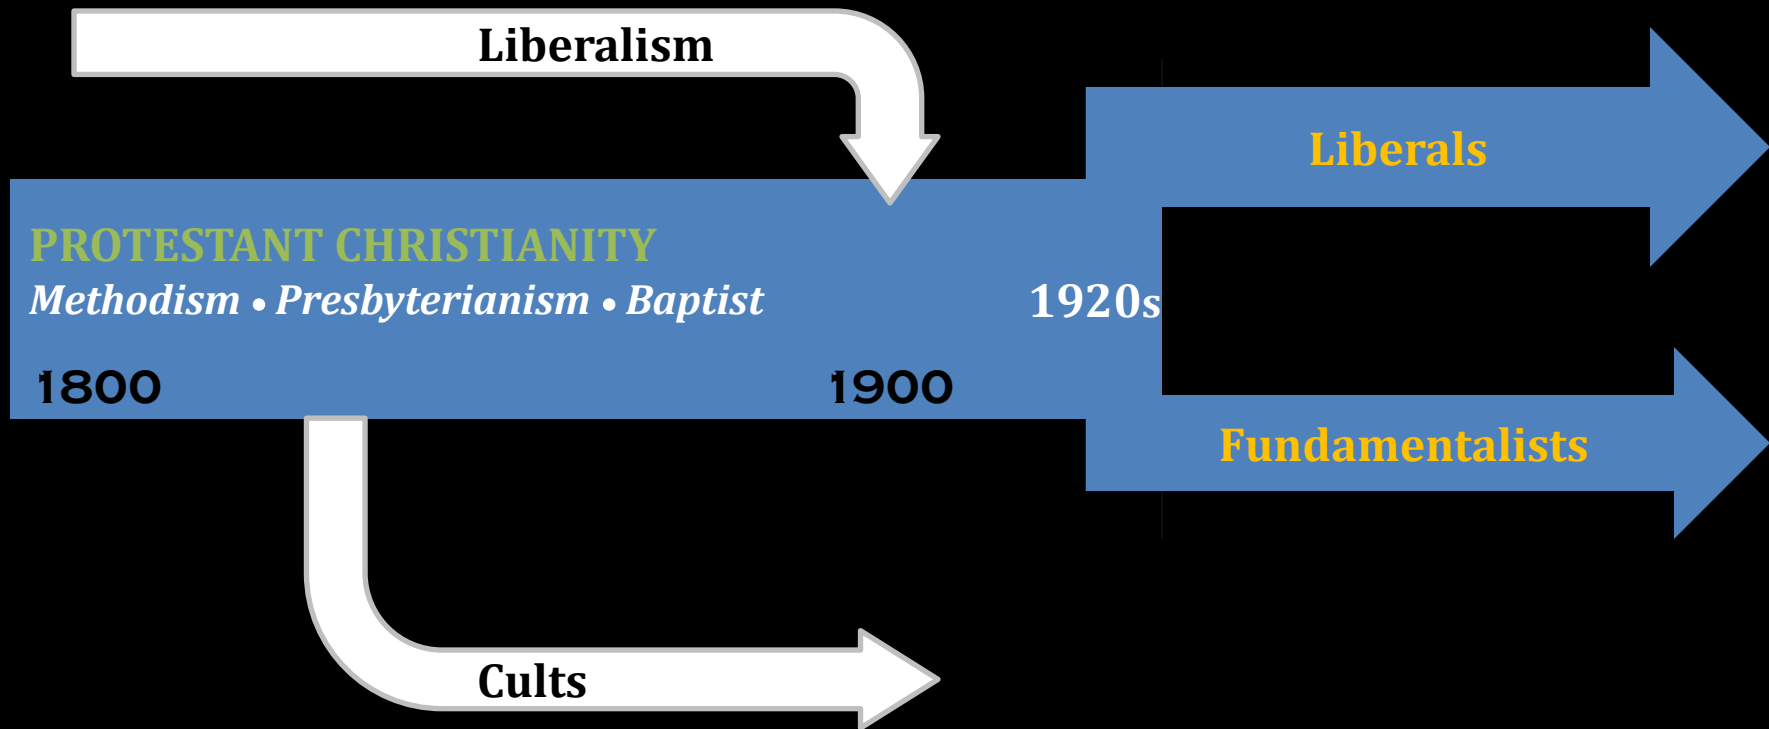 Liberalism
Liberals
PROTESTANT CHRISTIANITY
Methodism • Presbyterianism • Baptist
1920s
1800
1900
Fundamentalists
Cults